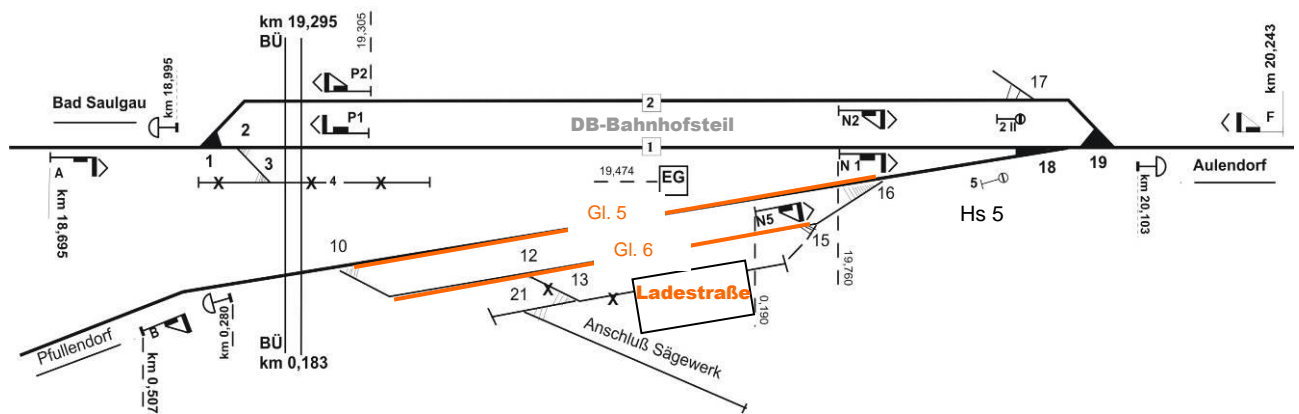 km 19,295
BÜ
19,305
km 20,243
km 18,995
P2
17
Bad Saulgau
F
2
2
DB-Bahnhofsteil
N2
2 II
P1
1
1
3
A
4
19,474
EG
N 1
18
19
Aulendorf
km 18,695
5
16
Hs 5
km 20,103
Gl. 5
N5
10
Gl. 6
15
12
13
19,760
21
Ladestraße
0,190
km 0,280
B
Pfullendorf
BÜ
km 0,183
Anschluß Sägewerk
km 0,507
X
X
X
X
X